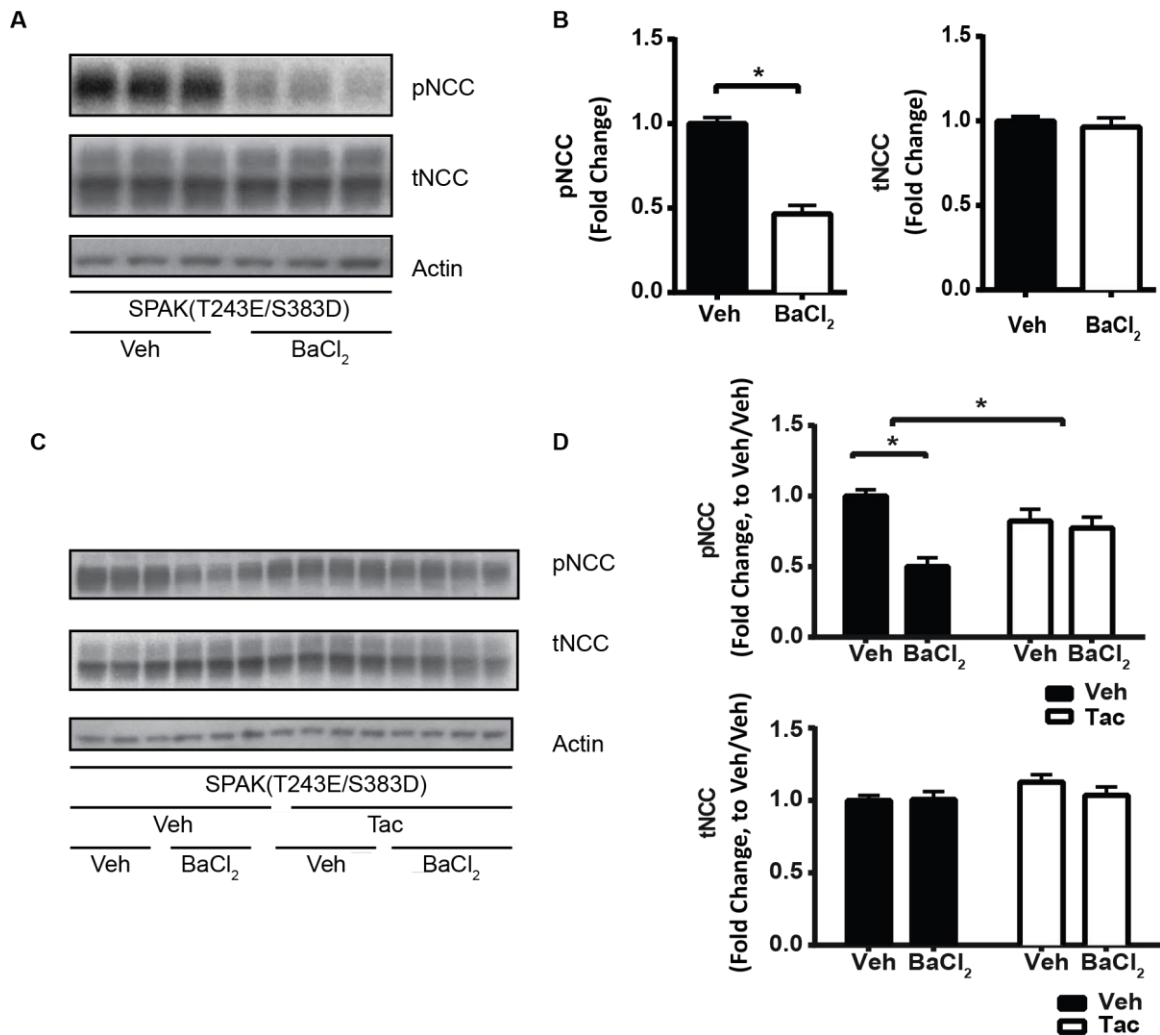 A
pNCC
tNCC
Actin
SPAK(T243E/S383D)
Veh BaCl₂
B
pNCC
(Fold Change)
1.5
1.0
0.5
0.0
*
Veh BaCl₂
tNCC
(Fold Change)
1.5
1.0
0.5
0.0
Veh BaCl₂
C
pNCC
tNCC
Actin
SPAK(T243E/S383D)
Veh Tac
Veh BaCl₂ Veh BaCl₂
D
pNCC
(Fold Change, to Veh/Veh)
1.5
1.0
0.5
0.0
*
*
Veh BaCl₂ Veh BaCl₂
Veh
Tac
tNCC
(Fold Change, to Veh/Veh)
1.5
1.0
0.5
0.0
Veh BaCl₂ Veh BaCl₂
Veh
Tac